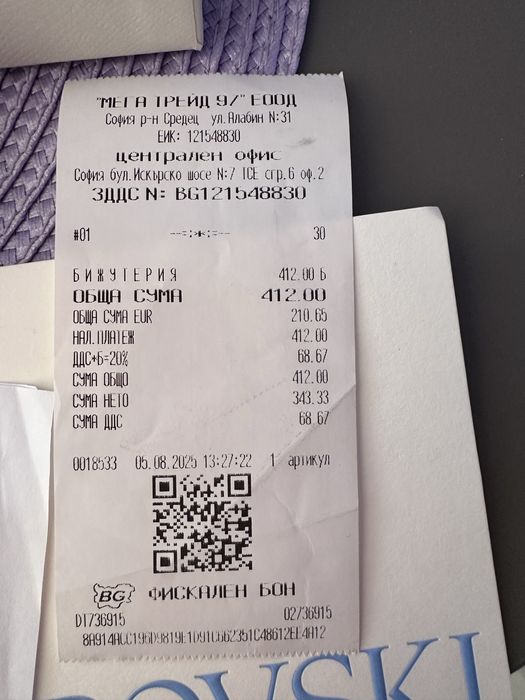 "МЕГА ТРЕЙД 97" ЕООД
София р-н Средец ул.Алабин N:31
ЕИК: 121548830
централен офис
София бул.Искърско шосе N:7 ТСЕ сгр.6 оф.2
ЗДДС N: BG121548830
#01 30
БИЖУТЕРИЯ 412.00 Б
ОБЩА СУМА 412.00
ОБЩА СУМА EUR 210.65
НАЛ.ПЛАТЕЖ 412.00
ДДС+Б=20% 68.67
СУМА ОБЩО 412.00
СУМА НЕТО 343.33
СУМА ДДС 68.67
0018533 05.08.2025 13:27:22 1 артикул
BG ФИСКАЛЕН БОН
DT736915 02736915
OVSKI